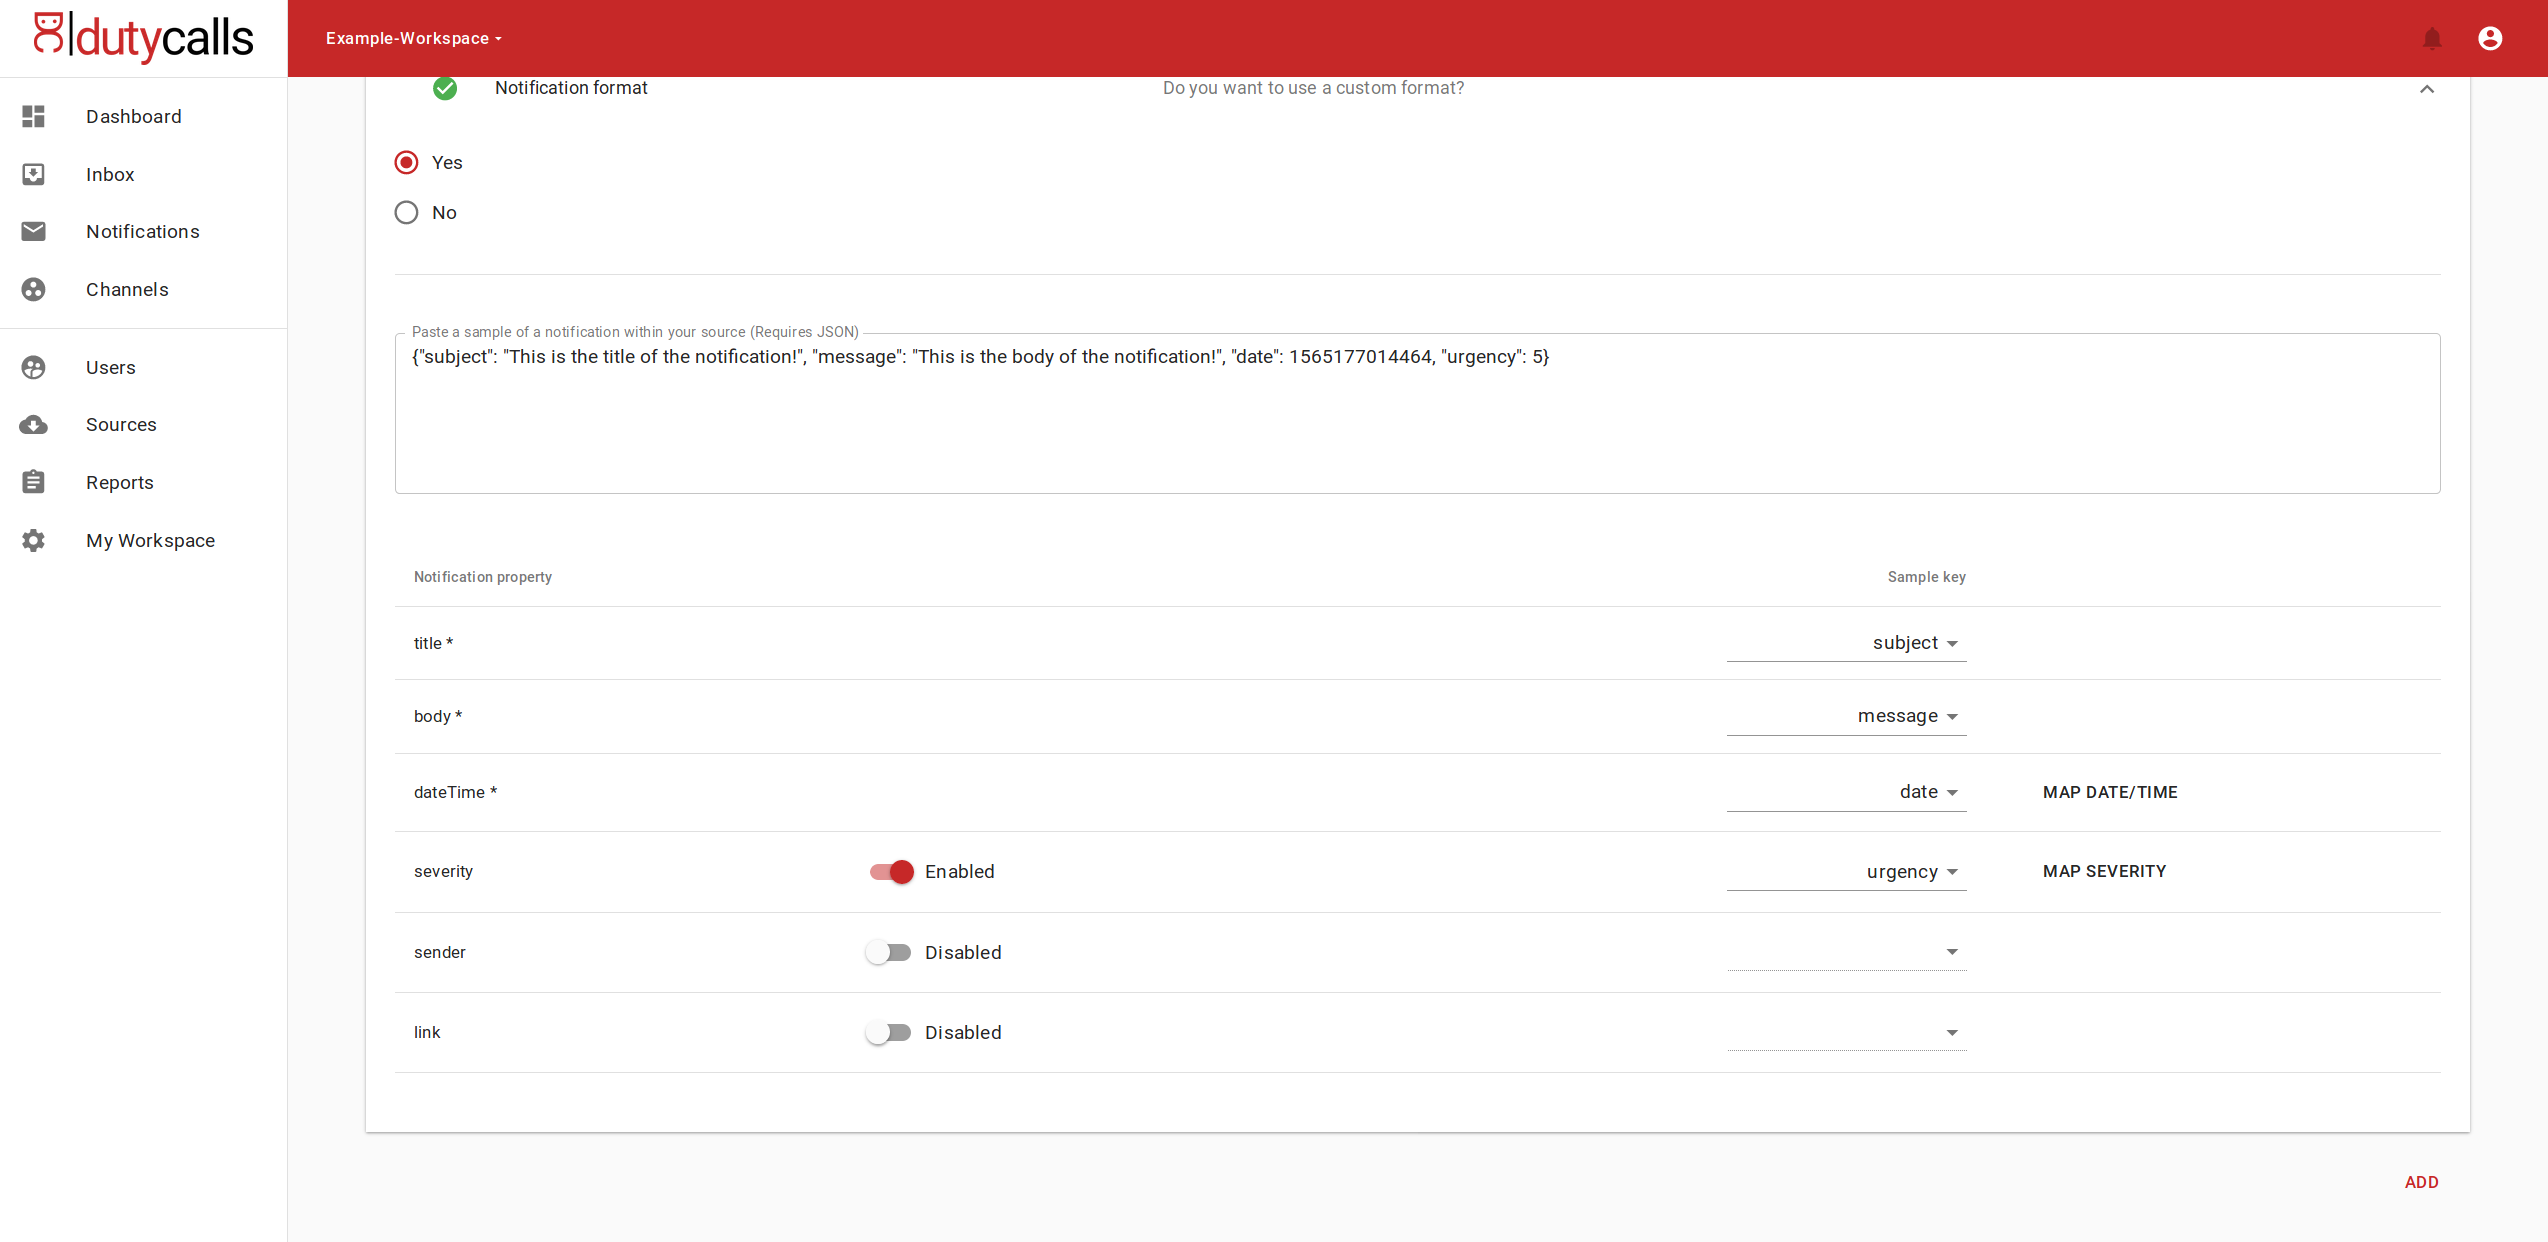 dutycalls
Example-Workspace
Dashboard
Inbox
Notifications
Channels
Users
Sources
Reports
My Workspace
Notification format
Do you want to use a custom format?
Yes
No
Paste a sample of a notification within your source (Requires JSON)
{"subject": "This is the title of the notification!", "message": "This is the body of the notification!", "date": 1565177014464, "urgency": 5}
Notification property Sample key
title * subject
body * message
dateTime * date MAP DATE/TIME
severity Enabled urgency MAP SEVERITY
sender Disabled
link Disabled
ADD